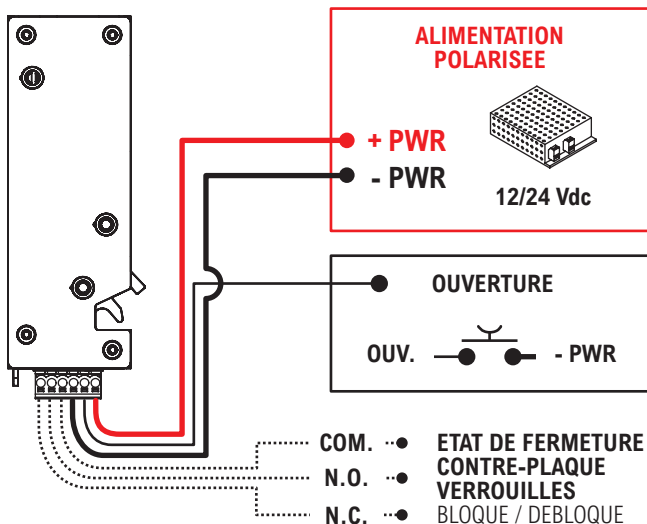 ALIMENTATION
POLARISEE
+ PWR
- PWR
12/24 Vdc
OUVERTURE
OUV. - PWR
COM. ETAT DE FERMETURE
N.O. CONTRE-PLAQUE
VERROUILLES
N.C. BLOQUE / DEBLOQUE